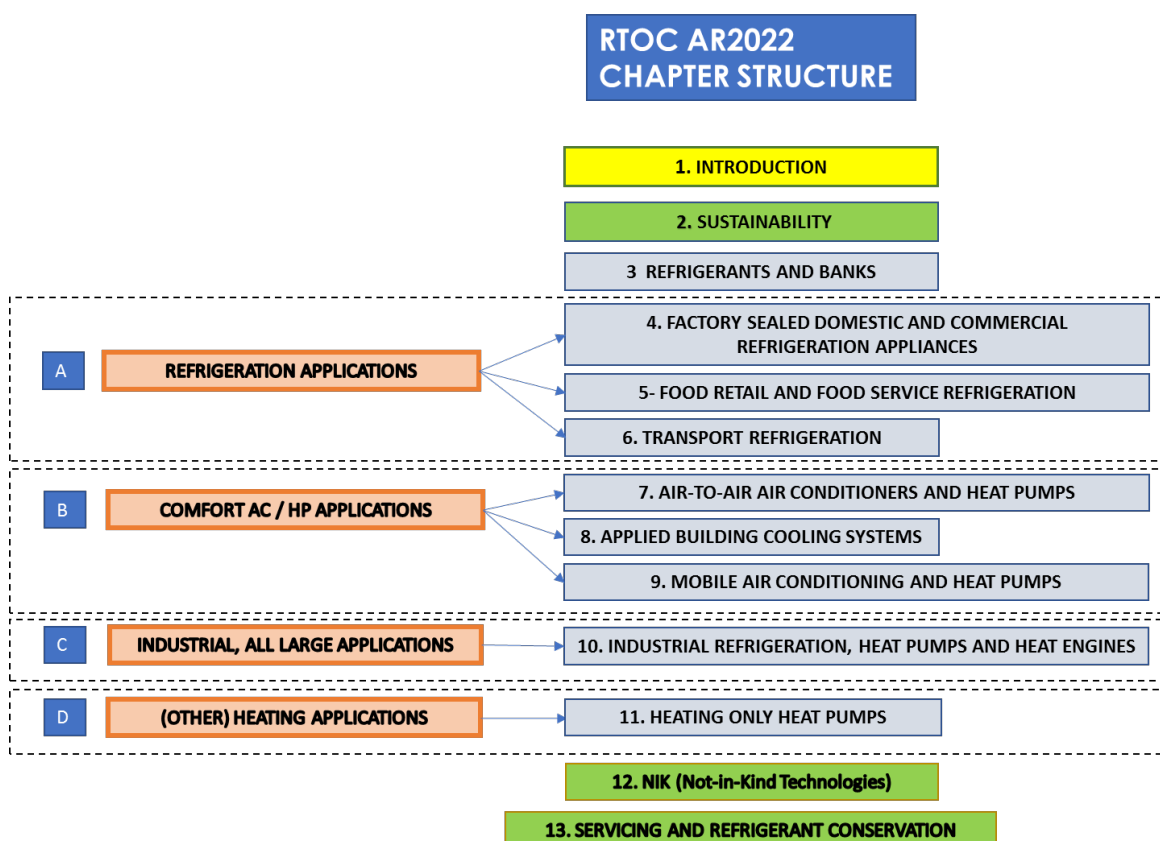 RTOC AR2022
CHAPTER STRUCTURE
1. INTRODUCTION
2. SUSTAINABILITY
3 REFRIGERANTS AND BANKS
A
REFRIGERATION APPLICATIONS
4. FACTORY SEALED DOMESTIC AND COMMERCIAL
REFRIGERATION APPLIANCES
5- FOOD RETAIL AND FOOD SERVICE REFRIGERATION
6. TRANSPORT REFRIGERATION
B
COMFORT AC / HP APPLICATIONS
7. AIR-TO-AIR AIR CONDITIONERS AND HEAT PUMPS
8. APPLIED BUILDING COOLING SYSTEMS
9. MOBILE AIR CONDITIONING AND HEAT PUMPS
C
INDUSTRIAL, ALL LARGE APPLICATIONS
10. INDUSTRIAL REFRIGERATION, HEAT PUMPS AND HEAT ENGINES
D
(OTHER) HEATING APPLICATIONS
11. HEATING ONLY HEAT PUMPS
12. NIK (Not-in-Kind Technologies)
13. SERVICING AND REFRIGERANT CONSERVATION